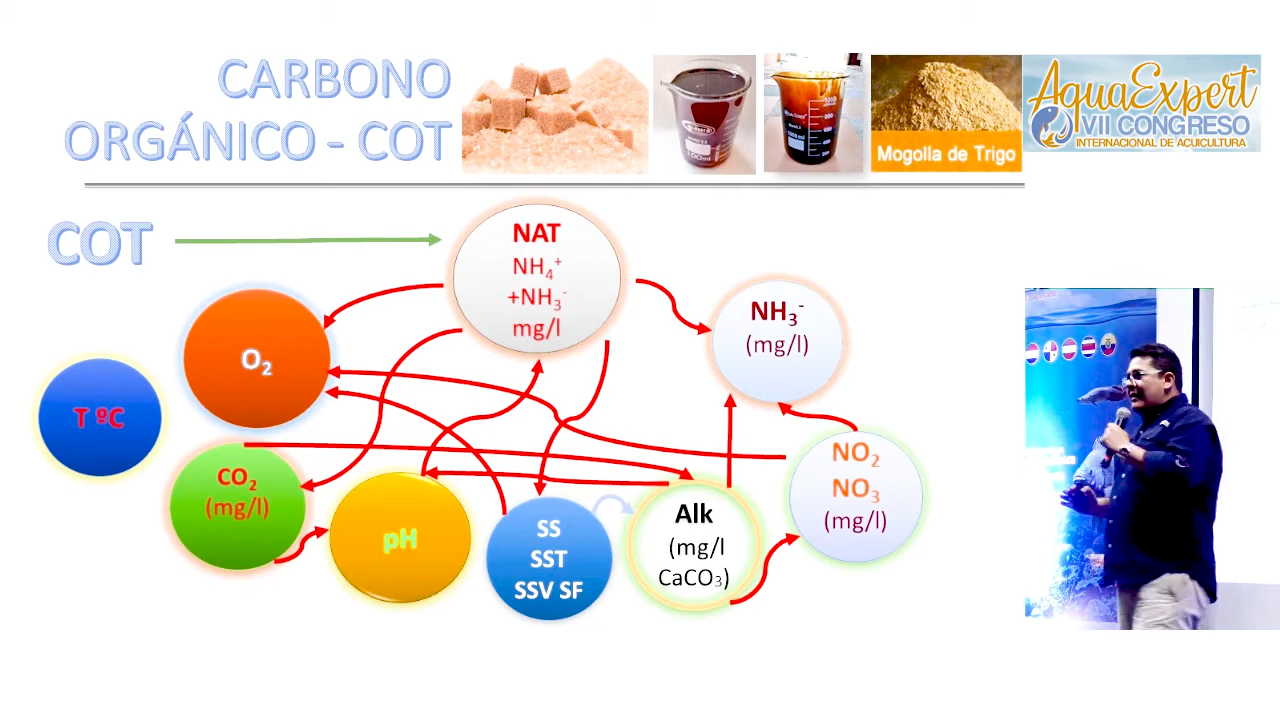 CARBONO
ORGÁNICO - COT
Mogolla de Trigo
AquaExpert
VII CONGRESO
INTERNACIONAL DE ACUICULTURA
COT
NAT
NH₄⁺
+NH₃⁻
mg/l
NH₃⁻
(mg/l)
O₂
T ºC
CO₂
(mg/l)
pH
SS
SST
SSV SF
Alk
(mg/l
CaCO₃)
NO₂
NO₃
(mg/l)